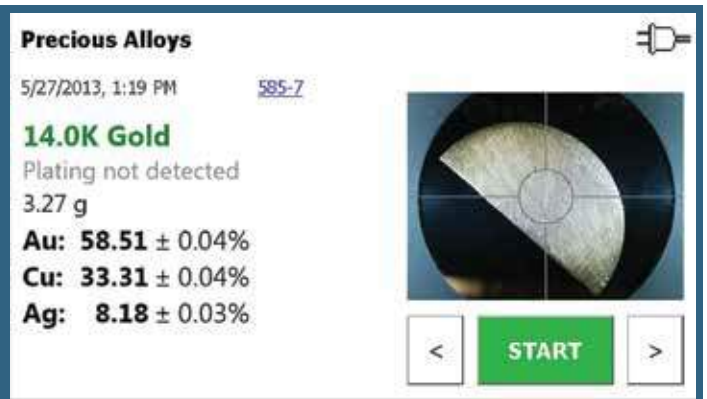 Precious Alloys
5/27/2013, 1:19 PM 585-7
14.0K Gold
Plating not detected
3.27 g
Au: 58.51 ± 0.04%
Cu: 33.31 ± 0.04%
Ag: 8.18 ± 0.03%
< START >